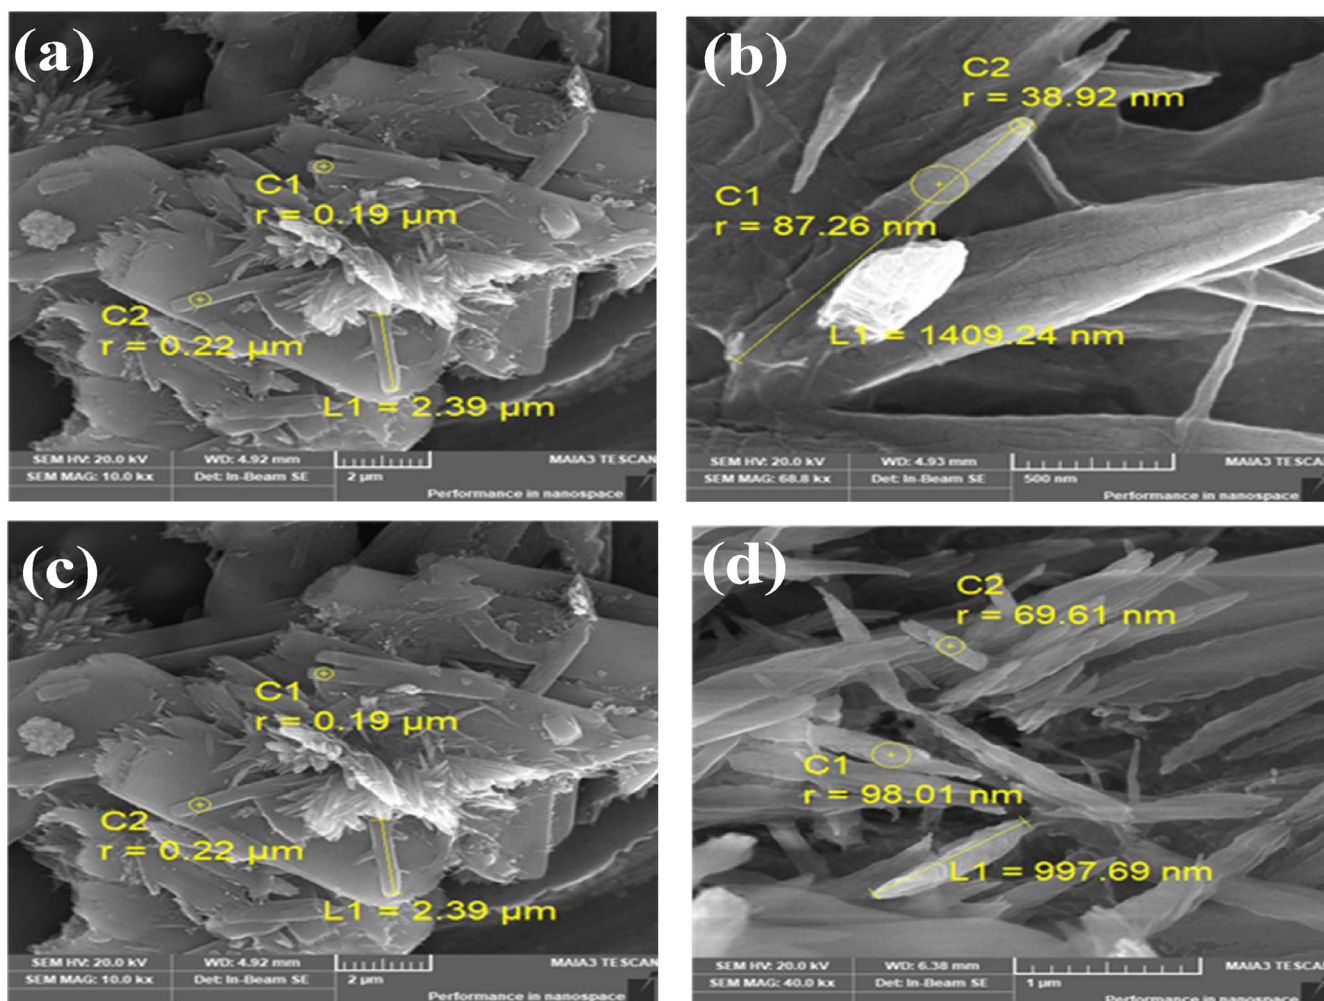 (a)
C1
r = 0.19 µm
C2
r = 0.22 µm
L1 = 2.39 µm
SEM HV: 20.0 kV
WD: 4.92 mm
MAIA3 TESCAN
SEM MAG: 10.0 kx
Det: In-Beam SE
2 µm
Performance in nanospace
(b)
C2
r = 38.92 nm
C1
r = 87.26 nm
L1 = 1409.24 nm
SEM HV: 20.0 kV
WD: 4.93 mm
MAIA3 TESCAN
SEM MAG: 68.8 kx
Det: In-Beam SE
500 nm
Performance in nanospace
(c)
C1
r = 0.19 µm
C2
r = 0.22 µm
L1 = 2.39 µm
SEM HV: 20.0 kV
WD: 4.92 mm
MAIA3 TESCAN
SEM MAG: 10.0 kx
Det: In-Beam SE
2 µm
Performance in nanospace
(d)
C2
r = 69.61 nm
C1
r = 98.01 nm
L1 = 997.69 nm
SEM HV: 20.0 kV
WD: 6.38 mm
MAIA3 TESCAN
SEM MAG: 40.0 kx
Det: In-Beam SE
1 µm
Performance in nanospace